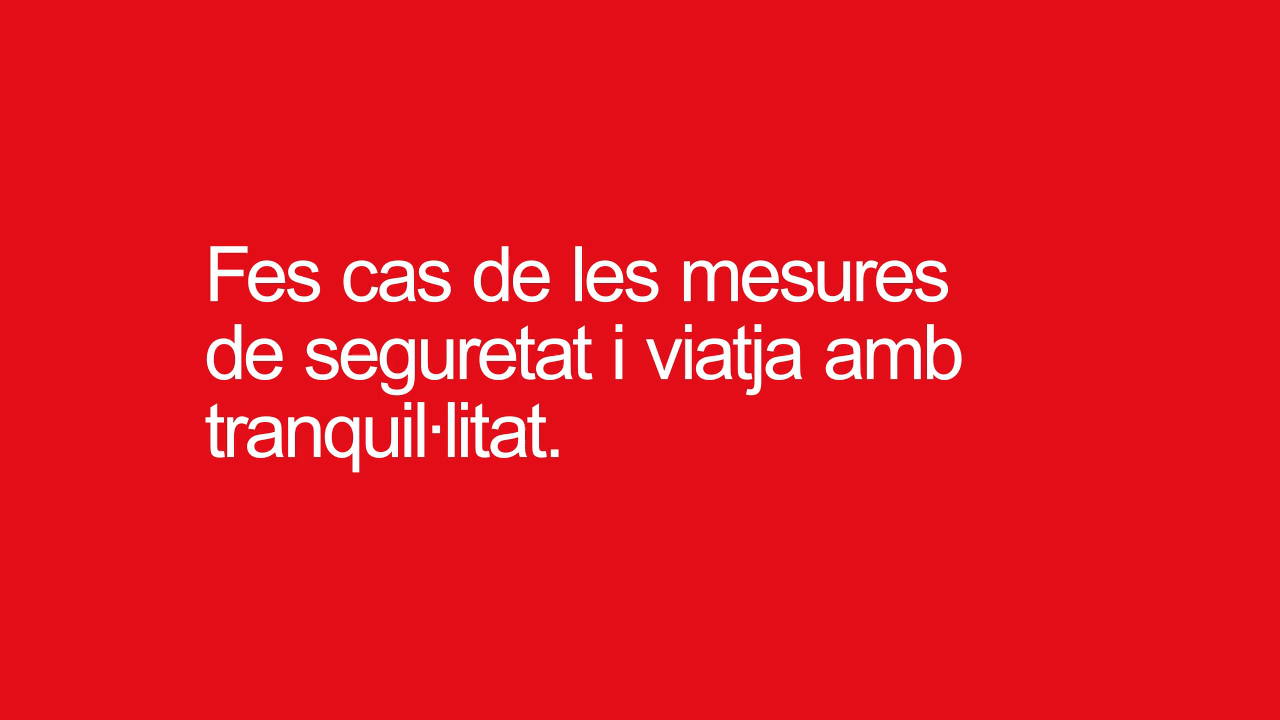 Fes cas de les mesures
de seguretat i viatja amb
tranquil·litat.